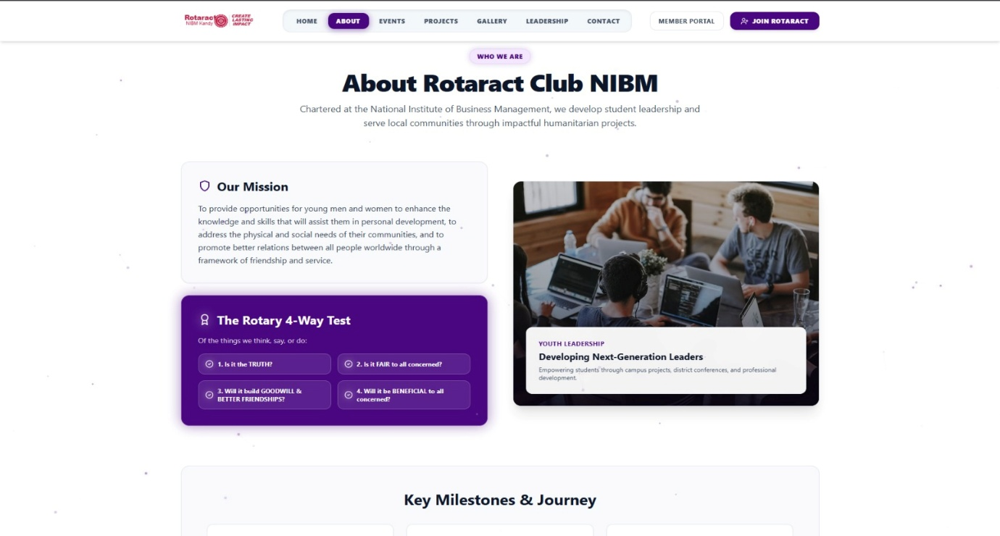 Rotaract
NIBM Kandy
CREATE
LASTING
IMPACT
HOME
ABOUT
EVENTS
PROJECTS
GALLERY
LEADERSHIP
CONTACT
MEMBER PORTAL
JOIN ROTARACT
WHO WE ARE
About Rotaract Club NIBM
Chartered at the National Institute of Business Management, we develop student leadership and
serve local communities through impactful humanitarian projects.
Our Mission
To provide opportunities for young men and women to enhance the
knowledge and skills that will assist them in personal development, to
address the physical and social needs of their communities, and to
promote better relations between all people worldwide through a
framework of friendship and service.
The Rotary 4-Way Test
Of the things we think, say, or do:
1. Is it the TRUTH?
2. Is it FAIR to all concerned?
3. Will it build GOODWILL &
BETTER FRIENDSHIPS?
4. Will it be BENEFICIAL to all
concerned?
YOUTH LEADERSHIP
Developing Next-Generation Leaders
Empowering students through campus projects, district conferences, and professional
development.
Key Milestones & Journey